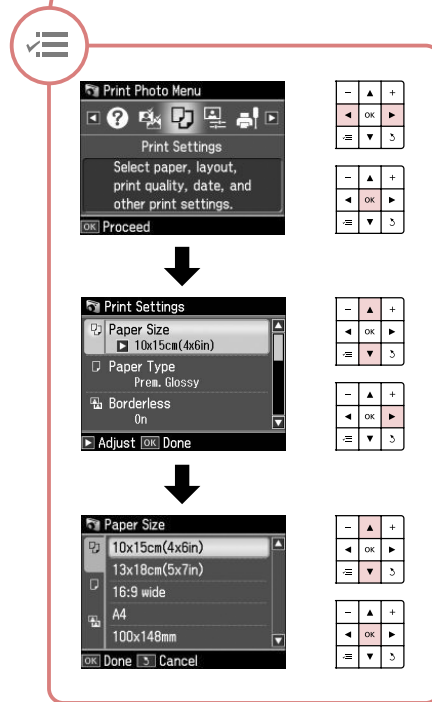 Print Photo Menu
Print Settings
Select paper, layout,
print quality, date, and
other print settings.
OK Proceed
- +
OK
- +
OK
Print Settings
Paper Size
10x15cm(4x6in)
Paper Type
Prem. Glossy
Borderless
On
Adjust OK Done
- +
OK
- +
OK
Paper Size
10x15cm(4x6in)
13x18cm(5x7in)
16:9 wide
A4
100x148mm
OK Done Cancel
- +
OK
- +
OK